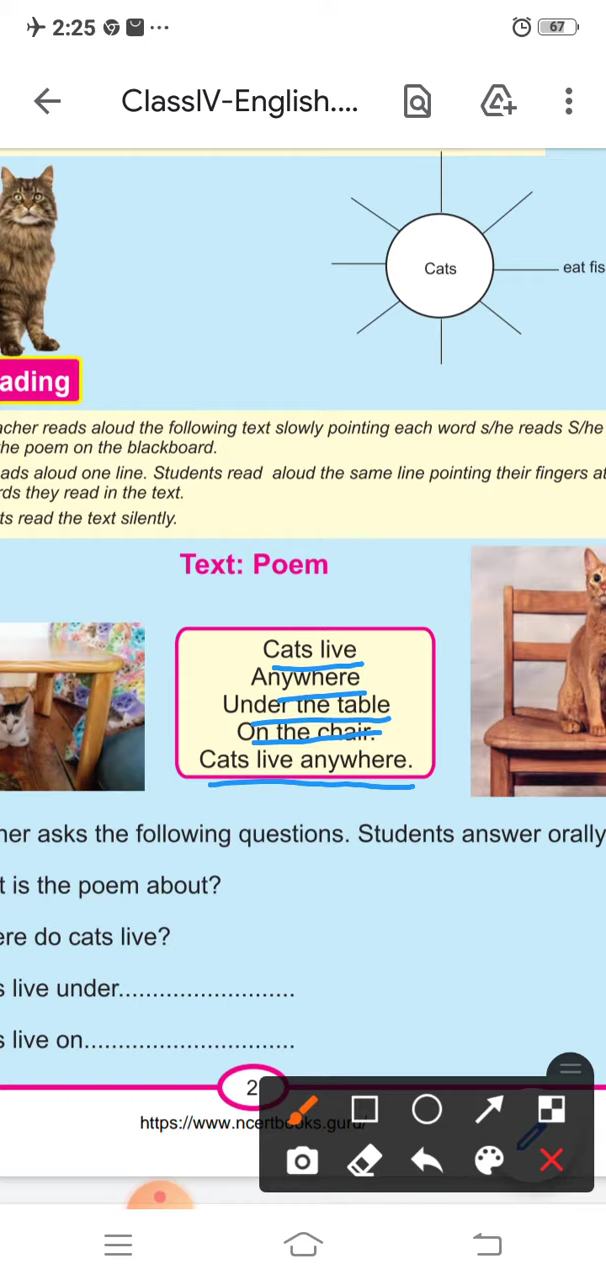 2:25
67
ClassIV-English....
Cats
eat fis
ading
acher reads aloud the following text slowly pointing each word s/he reads S/he
he poem on the blackboard.
ads aloud one line. Students read aloud the same line pointing their fingers at
rds they read in the text.
ts read the text silently.
Text: Poem
Cats live
Anywhere
Under the table
On the chair.
Cats live anywhere.
her asks the following questions. Students answer orally
t is the poem about?
ere do cats live?
s live under..........................
s live on...............................
2
https://www.ncertbooks.guru/